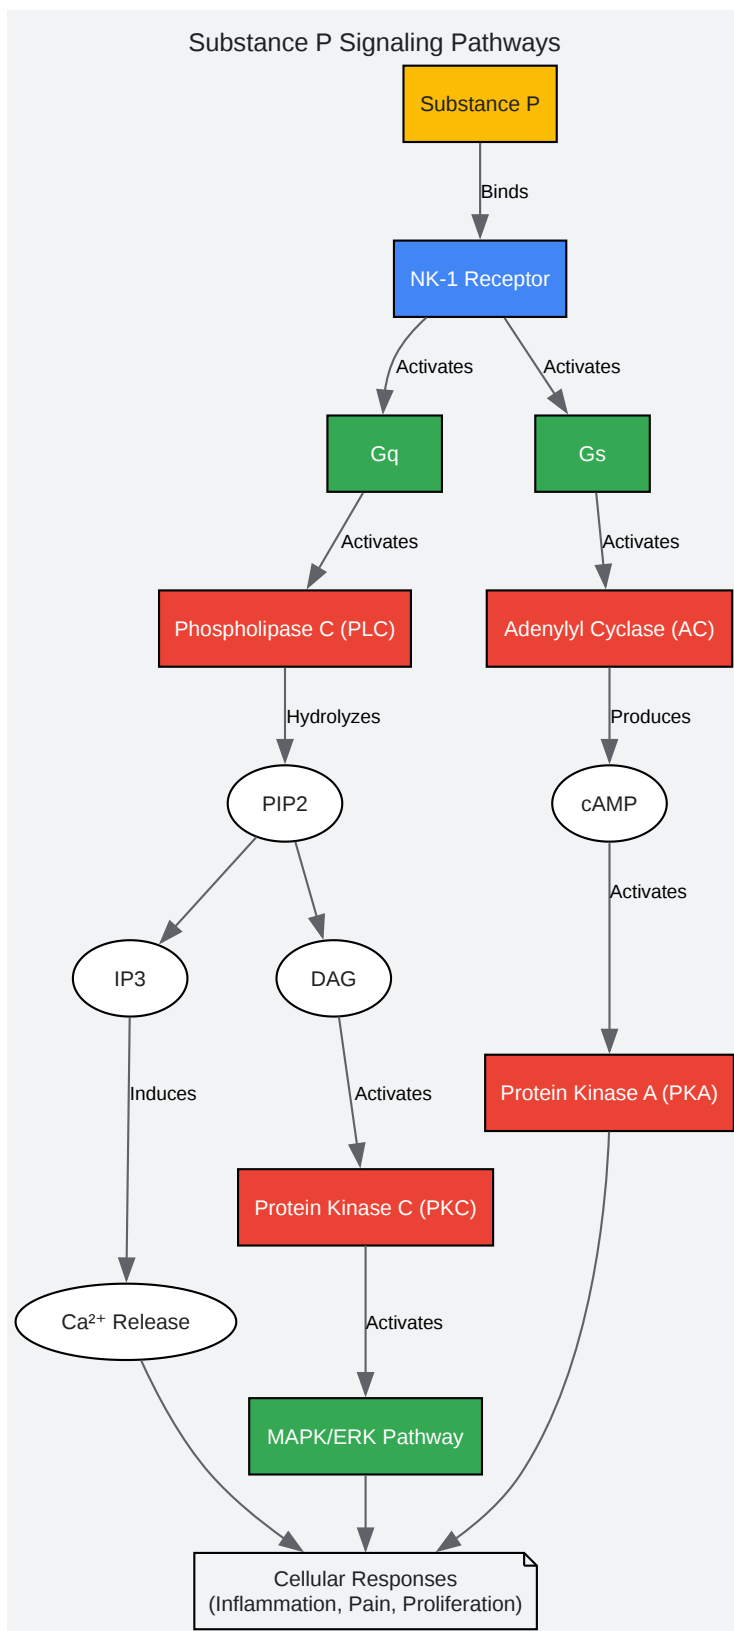 Substance P Signaling Pathways
Substance P
Binds
NK-1 Receptor
Activates
Activates
Gq
Gs
Activates
Activates
Phospholipase C (PLC)
Adenylyl Cyclase (AC)
Hydrolyzes
Produces
PIP2
cAMP
Activates
IP3
DAG
Induces
Activates
Protein Kinase A (PKA)
Protein Kinase C (PKC)
Ca²⁺ Release
Activates
MAPK/ERK Pathway
Cellular Responses
(Inflammation, Pain, Proliferation)